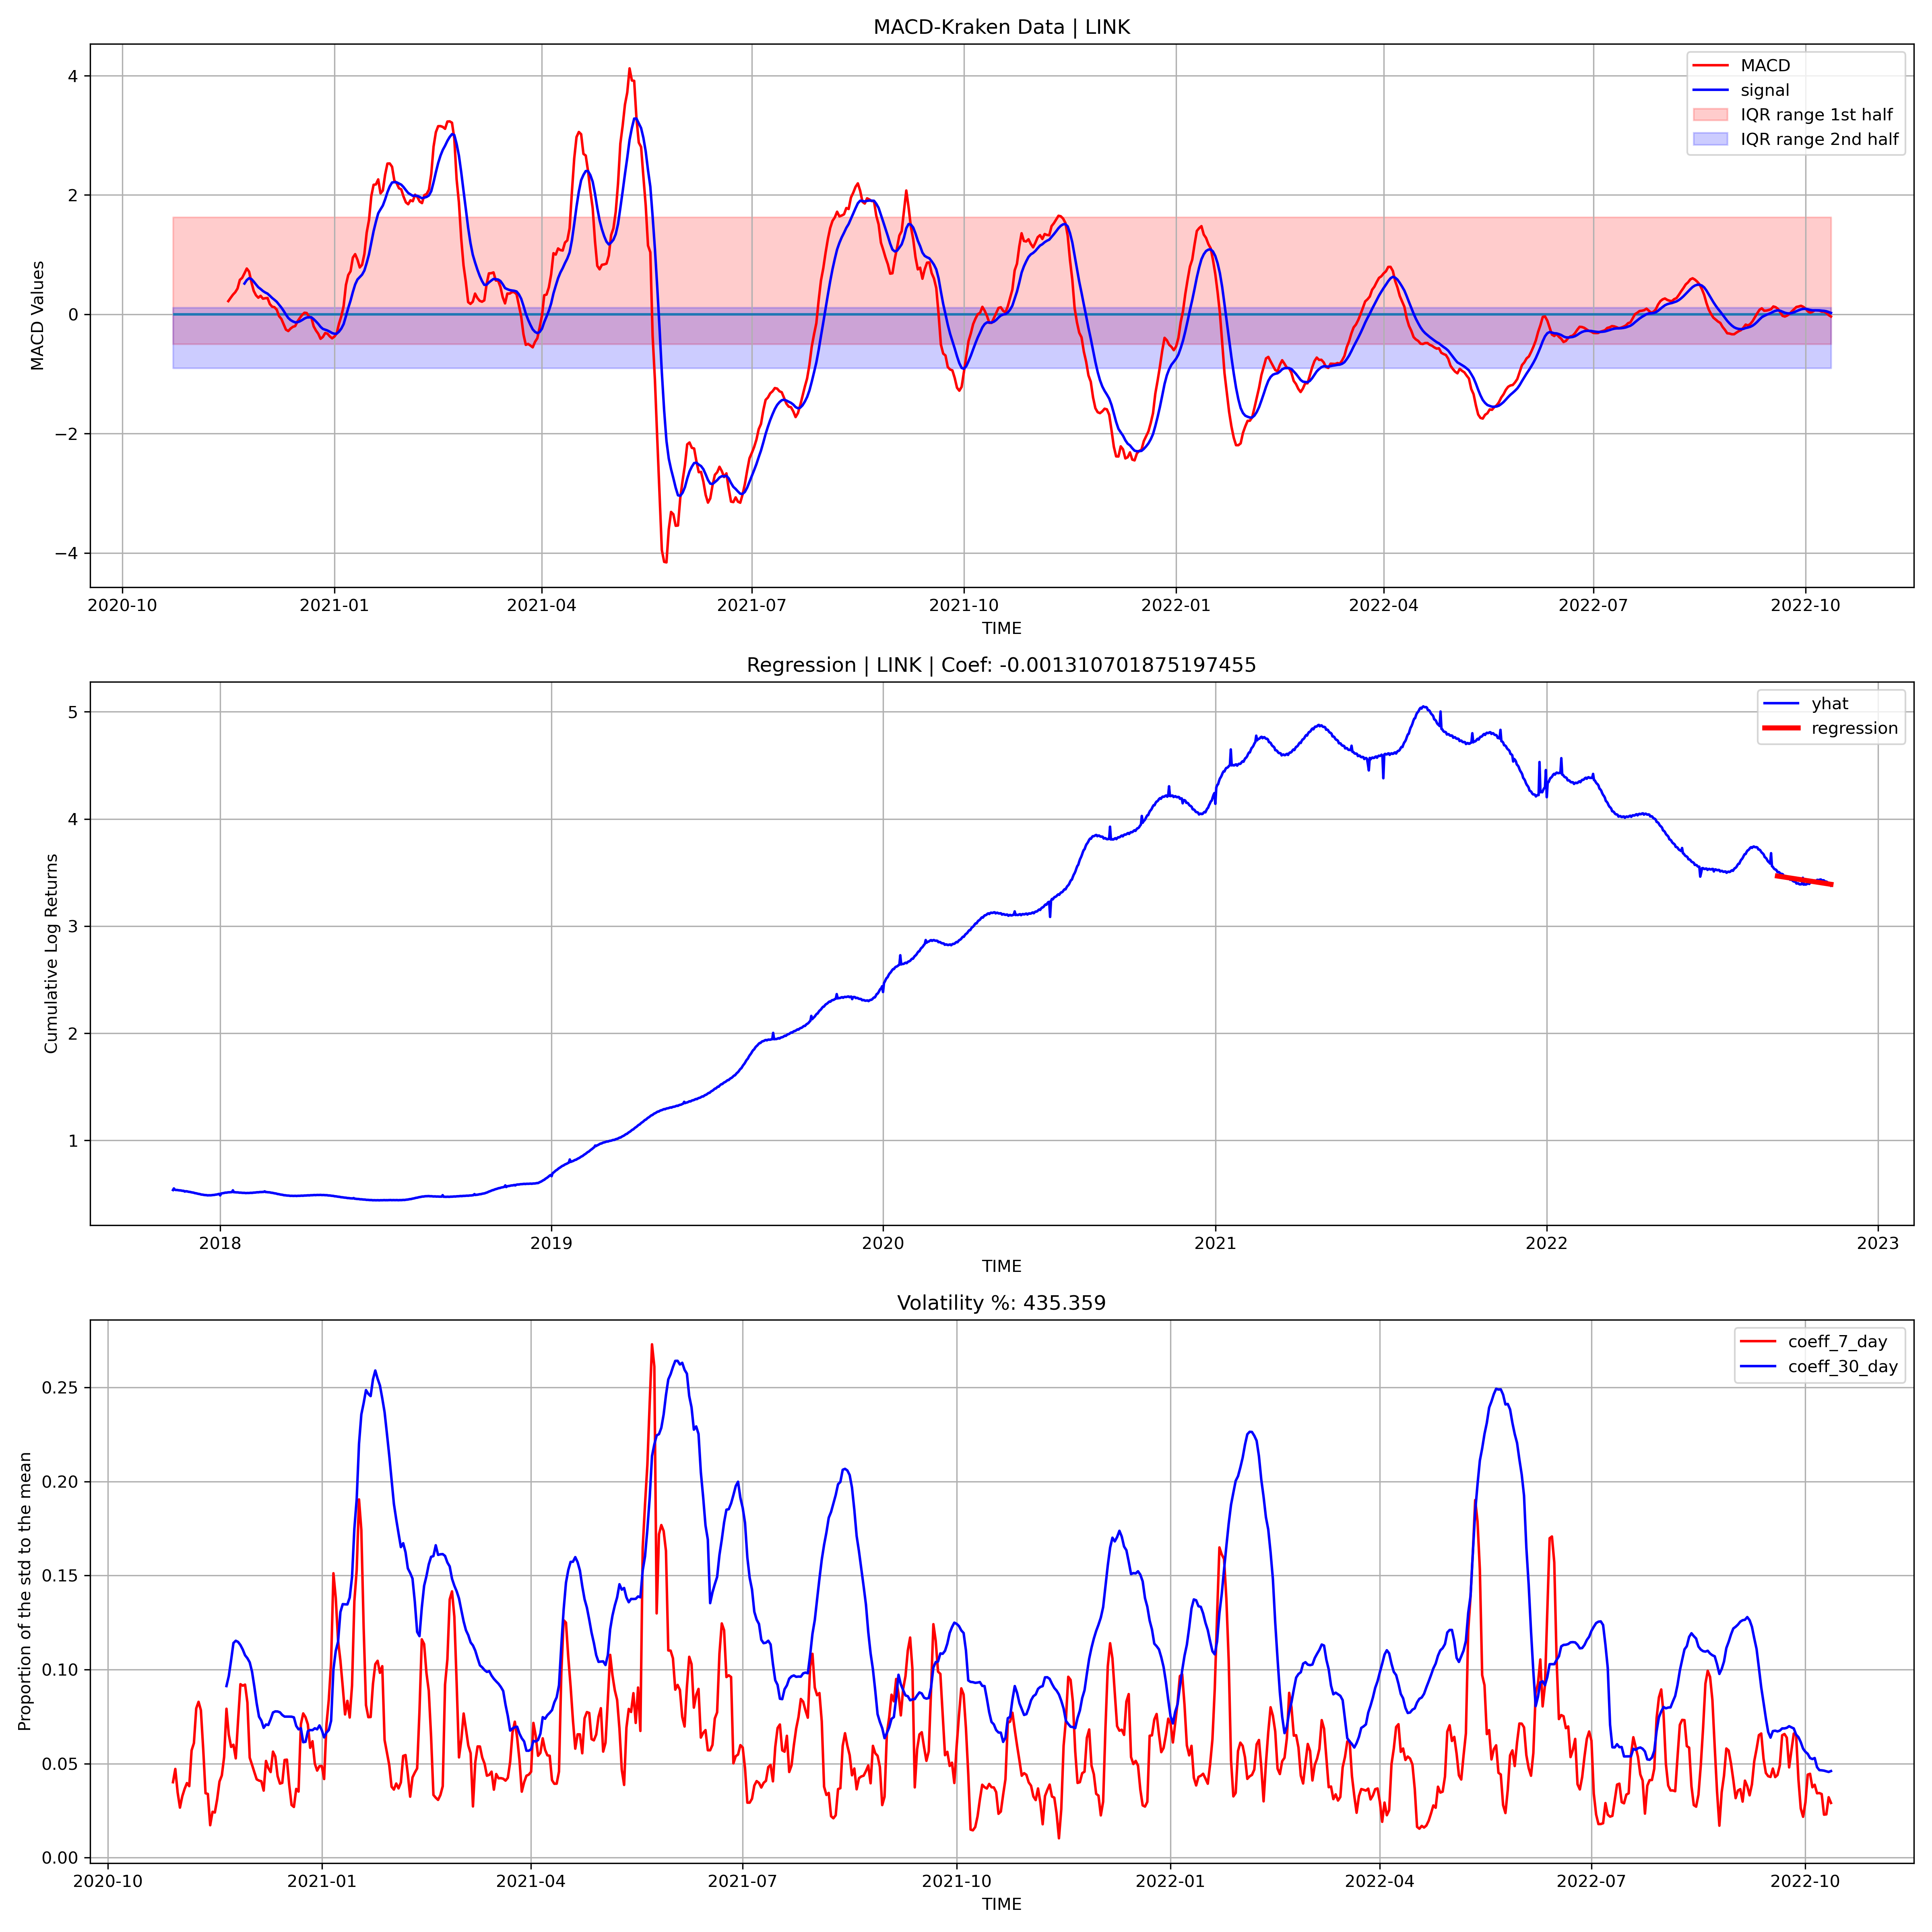 MACD-Kraken Data | LINK
MACD
signal
IQR range 1st half
IQR range 2nd half
MACD Values
4
2
0
−2
−4
2020-10 2021-01 2021-04 2021-07 2021-10 2022-01 2022-04 2022-07 2022-10
TIME
Regression | LINK | Coef: -0.001310701875197455
yhat
regression
Cumulative Log Returns
5
4
3
2
1
2018 2019 2020 2021 2022 2023
TIME
Volatility %: 435.359
coeff_7_day
coeff_30_day
Proportion of the std to the mean
0.25
0.20
0.15
0.10
0.05
0.00
2020-10 2021-01 2021-04 2021-07 2021-10 2022-01 2022-04 2022-07 2022-10
TIME